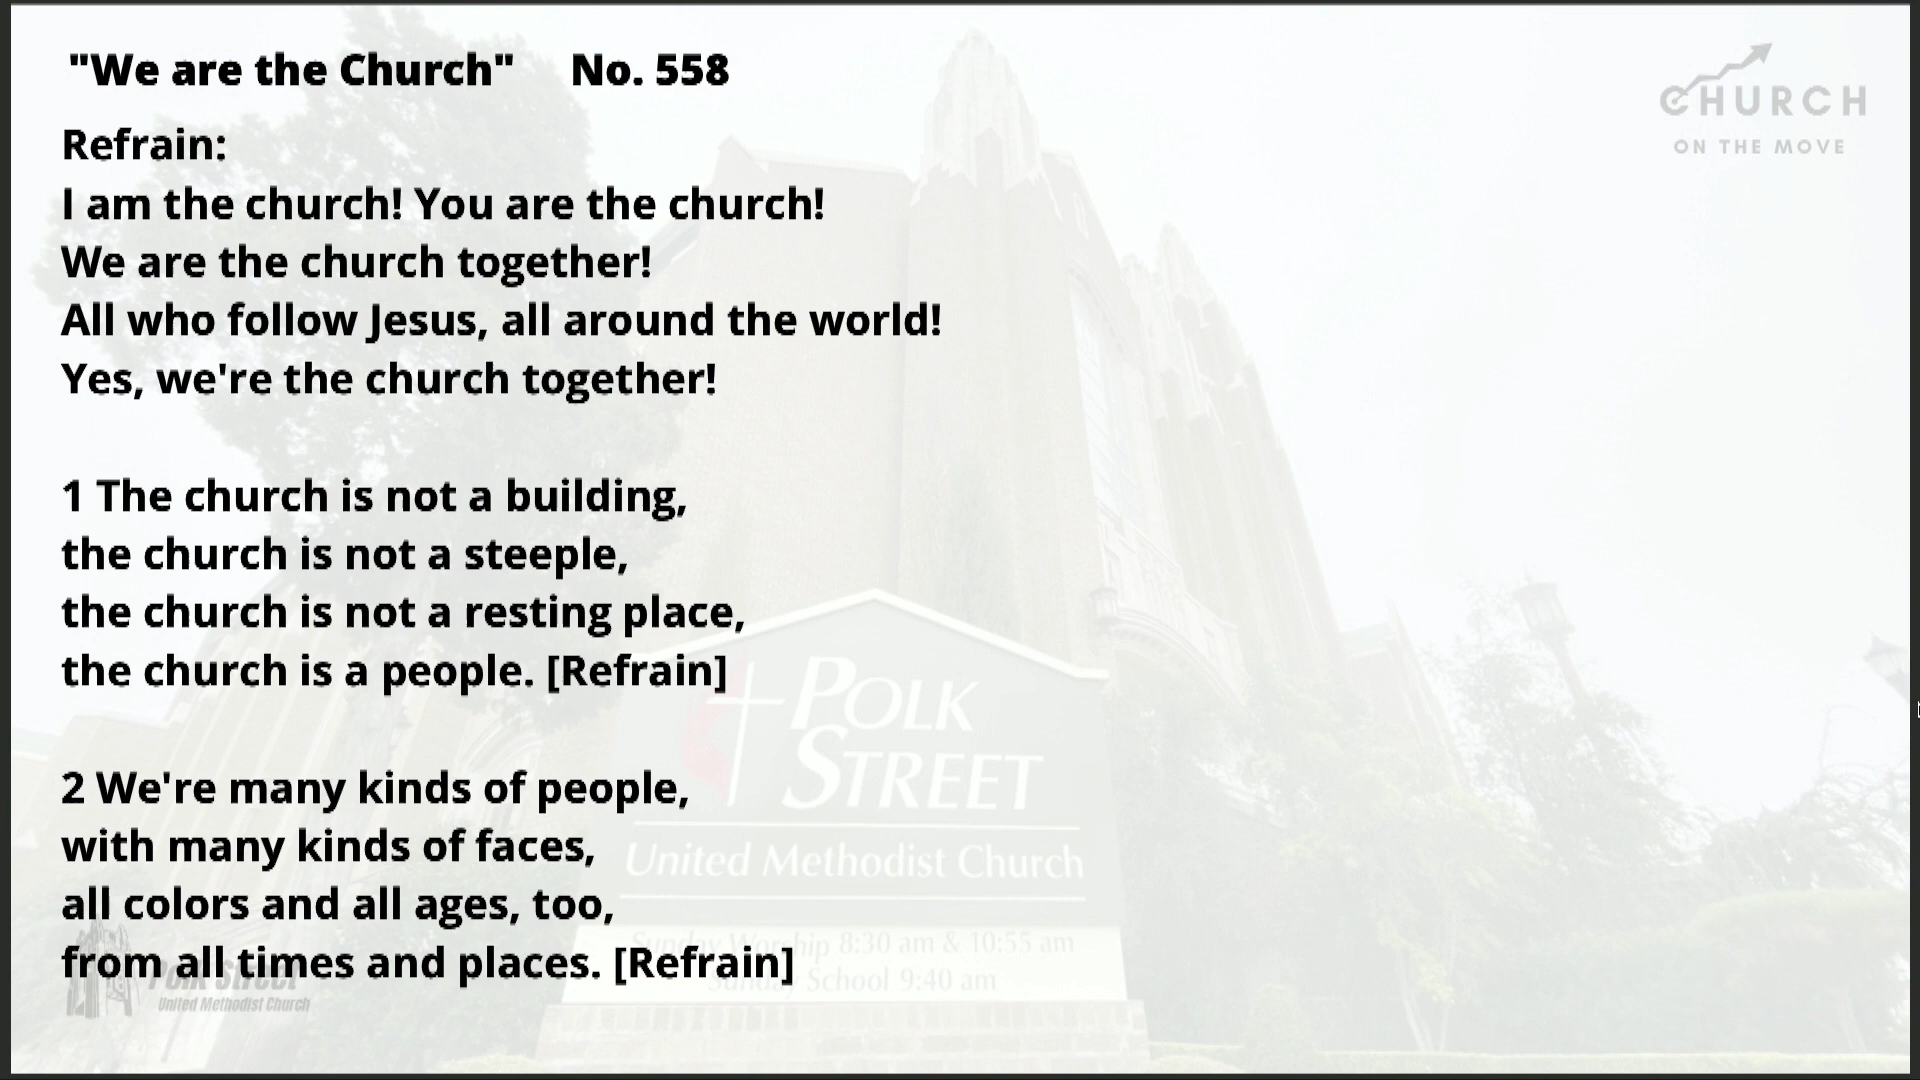 "We are the Church" No. 558
CHURCH
ON THE MOVE
Refrain:
I am the church! You are the church!
We are the church together!
All who follow Jesus, all around the world!
Yes, we're the church together!
1 The church is not a building,
the church is not a steeple,
the church is not a resting place,
the church is a people. [Refrain]
2 We're many kinds of people,
with many kinds of faces,
all colors and all ages, too,
from all times and places. [Refrain]
POLK
STREET
United Methodist Church
Sunday Worship 8:30 am & 10:55 am
Sunday School 9:40 am
Polk Street
United Methodist Church